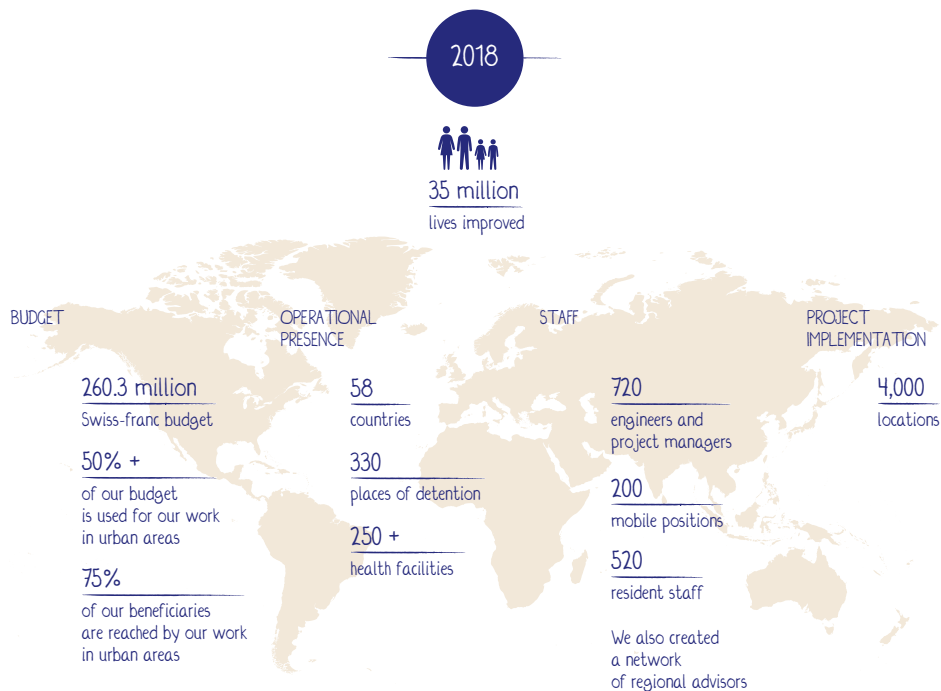 2018
35 million
lives improved
BUDGET
260.3 million
Swiss-franc budget
50% +
of our budget
is used for our work
in urban areas
75%
of our beneficiaries
are reached by our work
in urban areas
OPERATIONAL
PRESENCE
58
countries
330
places of detention
250 +
health facilities
STAFF
720
engineers and
project managers
200
mobile positions
520
resident staff
We also created
a network
of regional advisors
PROJECT
IMPLEMENTATION
4,000
locations